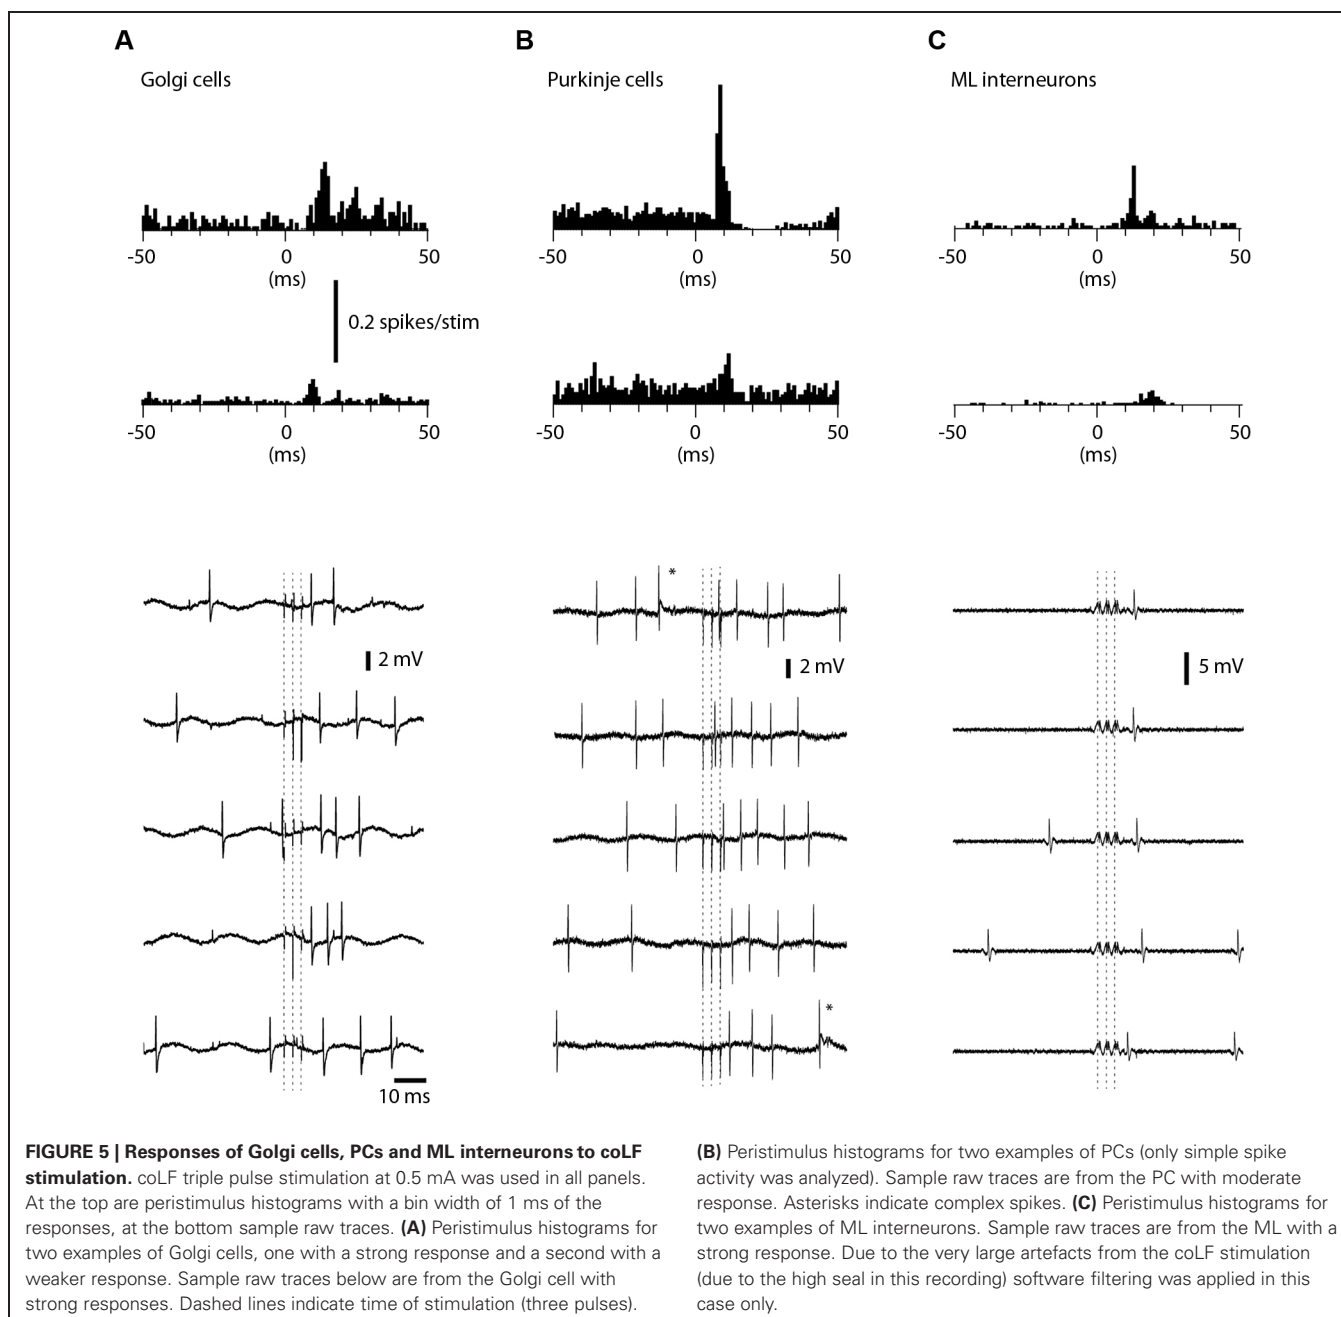 A
B
C
Golgi cells
Purkinje cells
ML interneurons
-50 0 50
(ms)
-50 0 50
(ms)
-50 0 50
(ms)
0.2 spikes/stim
-50 0 50
(ms)
-50 0 50
(ms)
-50 0 50
(ms)
*
2 mV
2 mV
5 mV
*
10 ms
FIGURE 5 | Responses of Golgi cells, PCs and ML interneurons to coLF
stimulation. coLF triple pulse stimulation at 0.5 mA was used in all panels.
At the top are peristimulus histograms with a bin width of 1 ms of the
responses, at the bottom sample raw traces. (A) Peristimulus histograms for
two examples of Golgi cells, one with a strong response and a second with a
weaker response. Sample raw traces below are from the Golgi cell with
strong responses. Dashed lines indicate time of stimulation (three pulses).
(B) Peristimulus histograms for two examples of PCs (only simple spike
activity was analyzed). Sample raw traces are from the PC with moderate
response. Asterisks indicate complex spikes. (C) Peristimulus histograms for
two examples of ML interneurons. Sample raw traces are from the ML with a
strong response. Due to the very large artefacts from the coLF stimulation
(due to the high seal in this recording) software filtering was applied in this
case only.